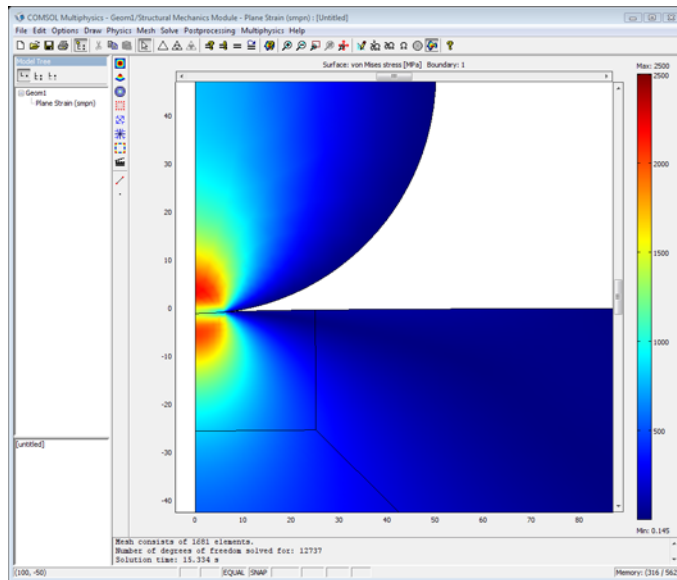 COMSOL Multiphysics - Geom1/Structural Mechanics Module - Plane Strain (smpn) : [Untitled]
File Edit Options Draw Physics Mesh Solve Postprocessing Multiphysics Help
Model Tree
Geom1
Plane Strain (smpn)
Surface: von Mises stress [MPa] Boundary: 1
Max: 2500
40
30
20
10
0
-10
-20
-30
-40
0
10
20
30
40
50
60
70
80
2500
2000
1500
1000
500
Min: 0.145
[untitled]
Mesh consists of 1681 elements.
Number of degrees of freedom solved for: 12737
Solution time: 15.334 s
(100, -50)
EQUAL SNAP
Memory: (316 / 562